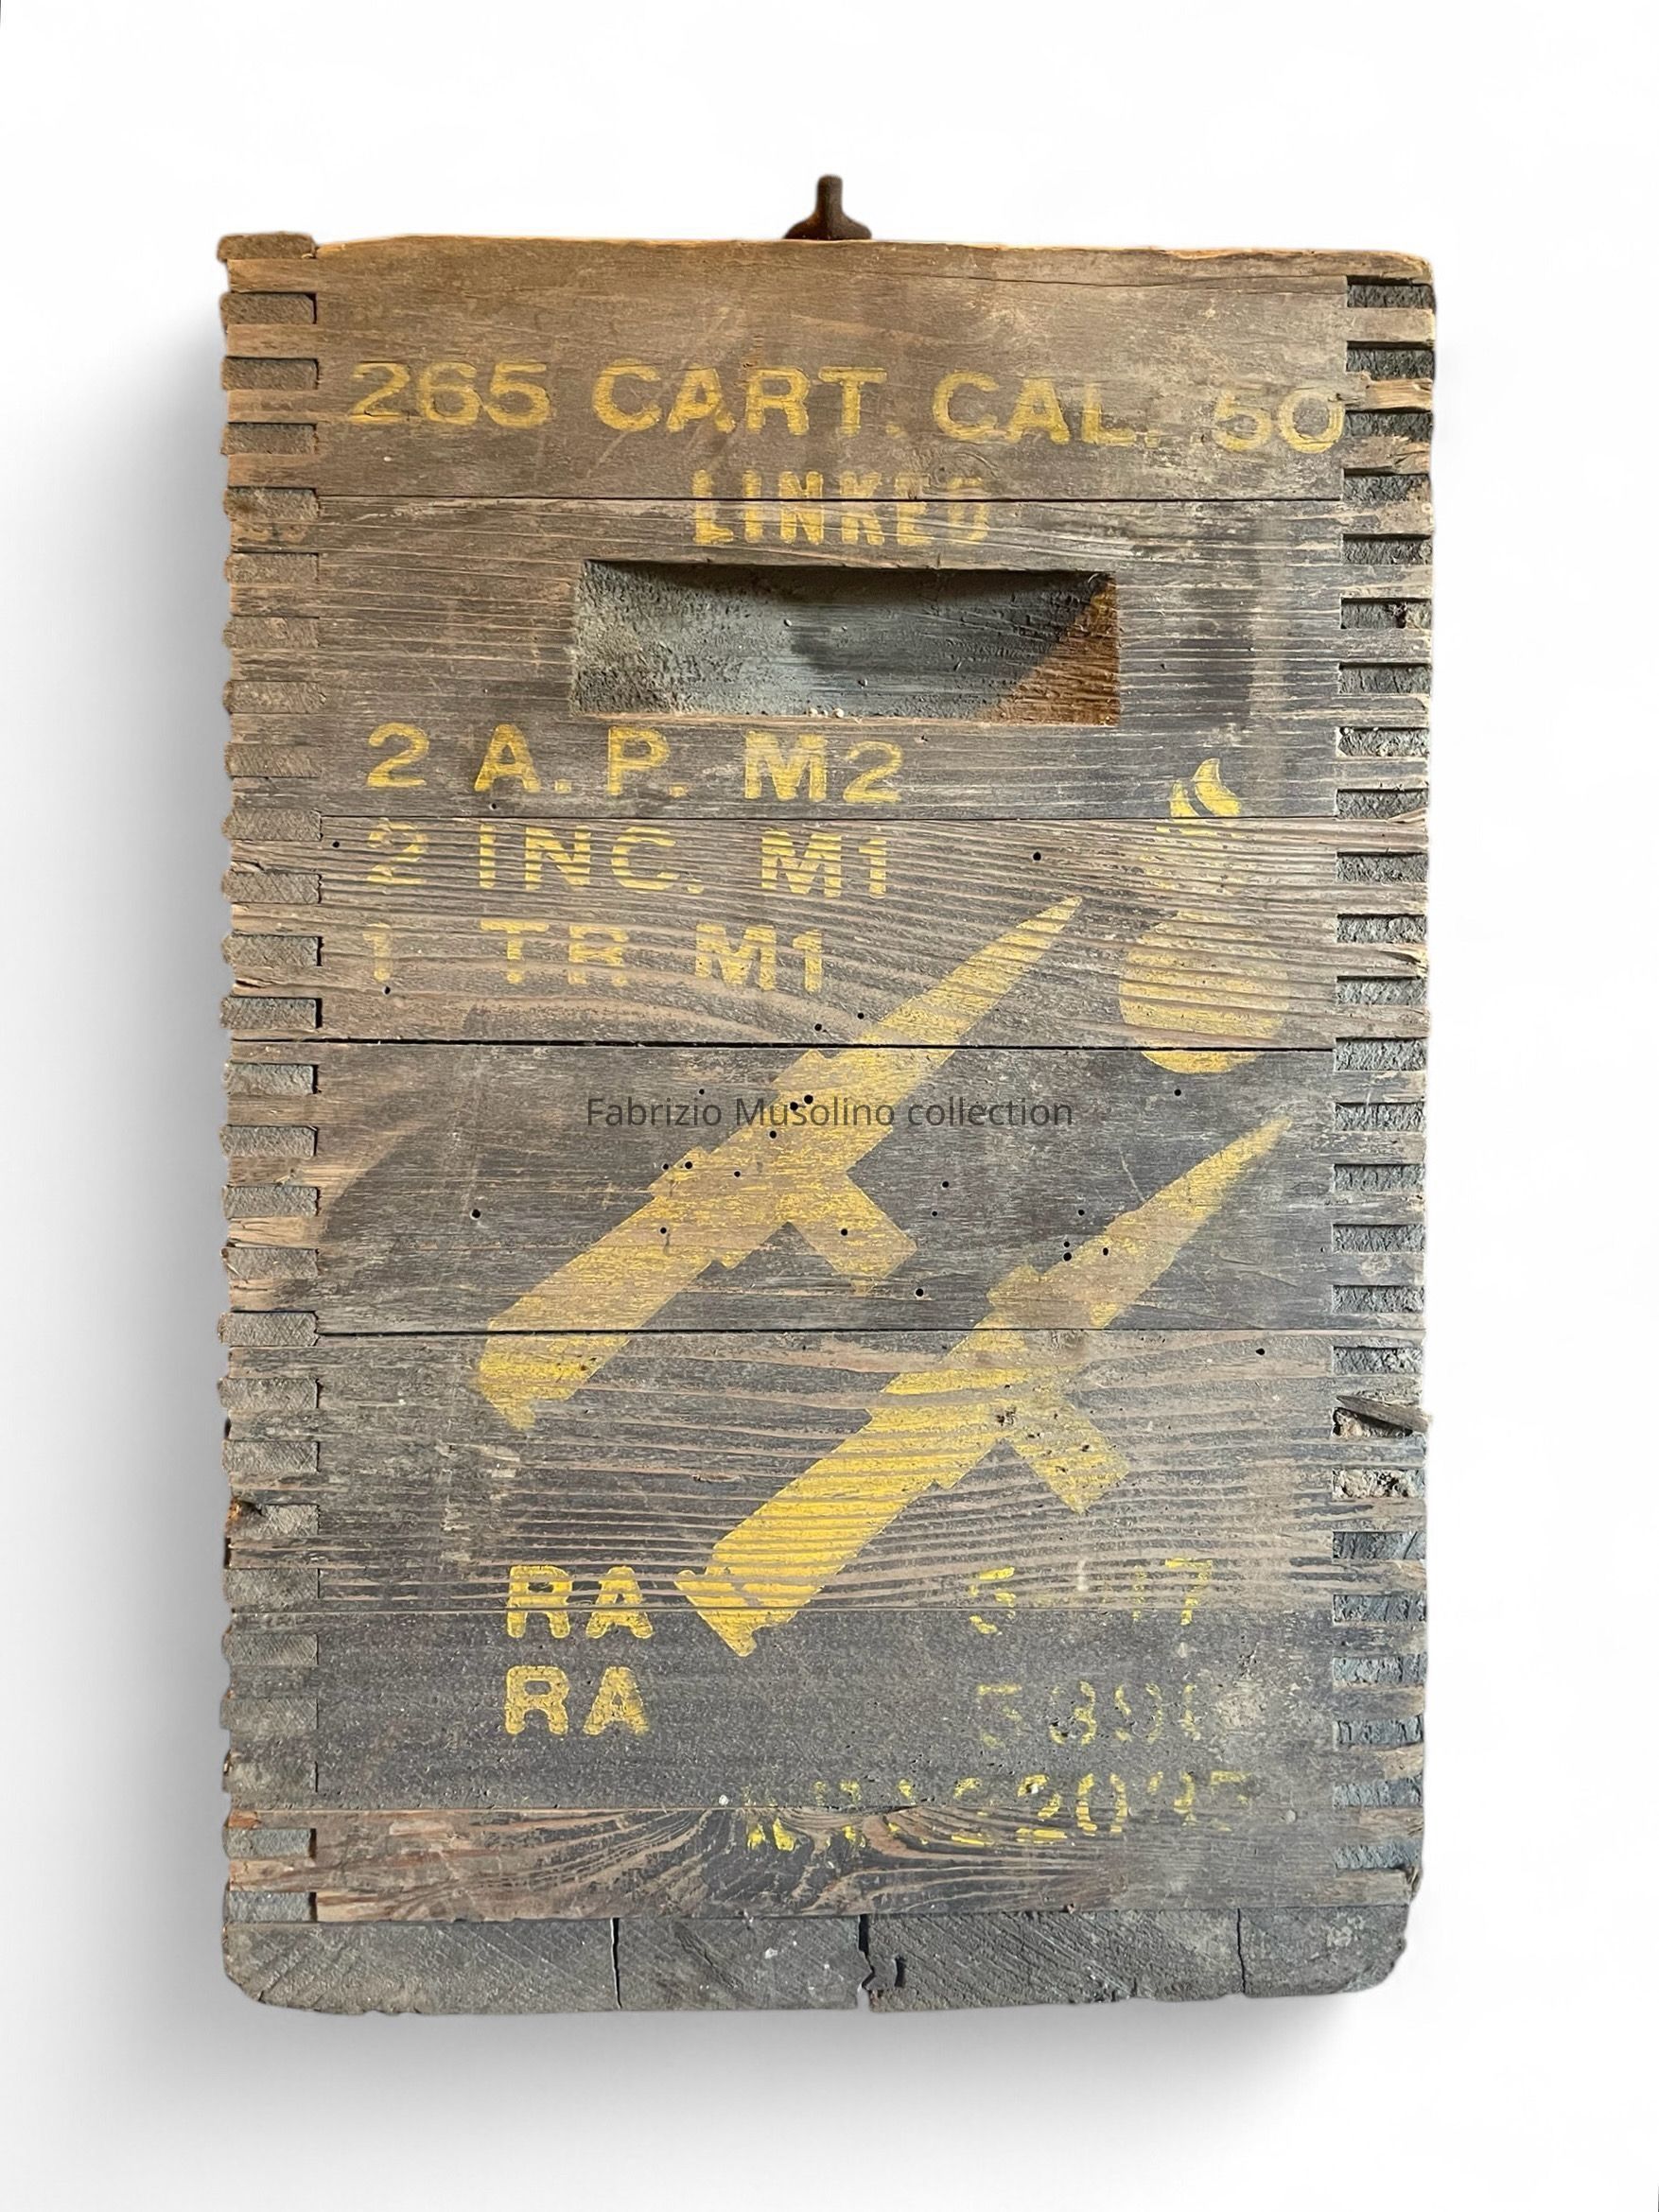 265 CART. CAL. 50
LINKED
2 A.P. M2
2 INC. M1
1 TR M1
Fabrizio Musolino collection
RA
RA